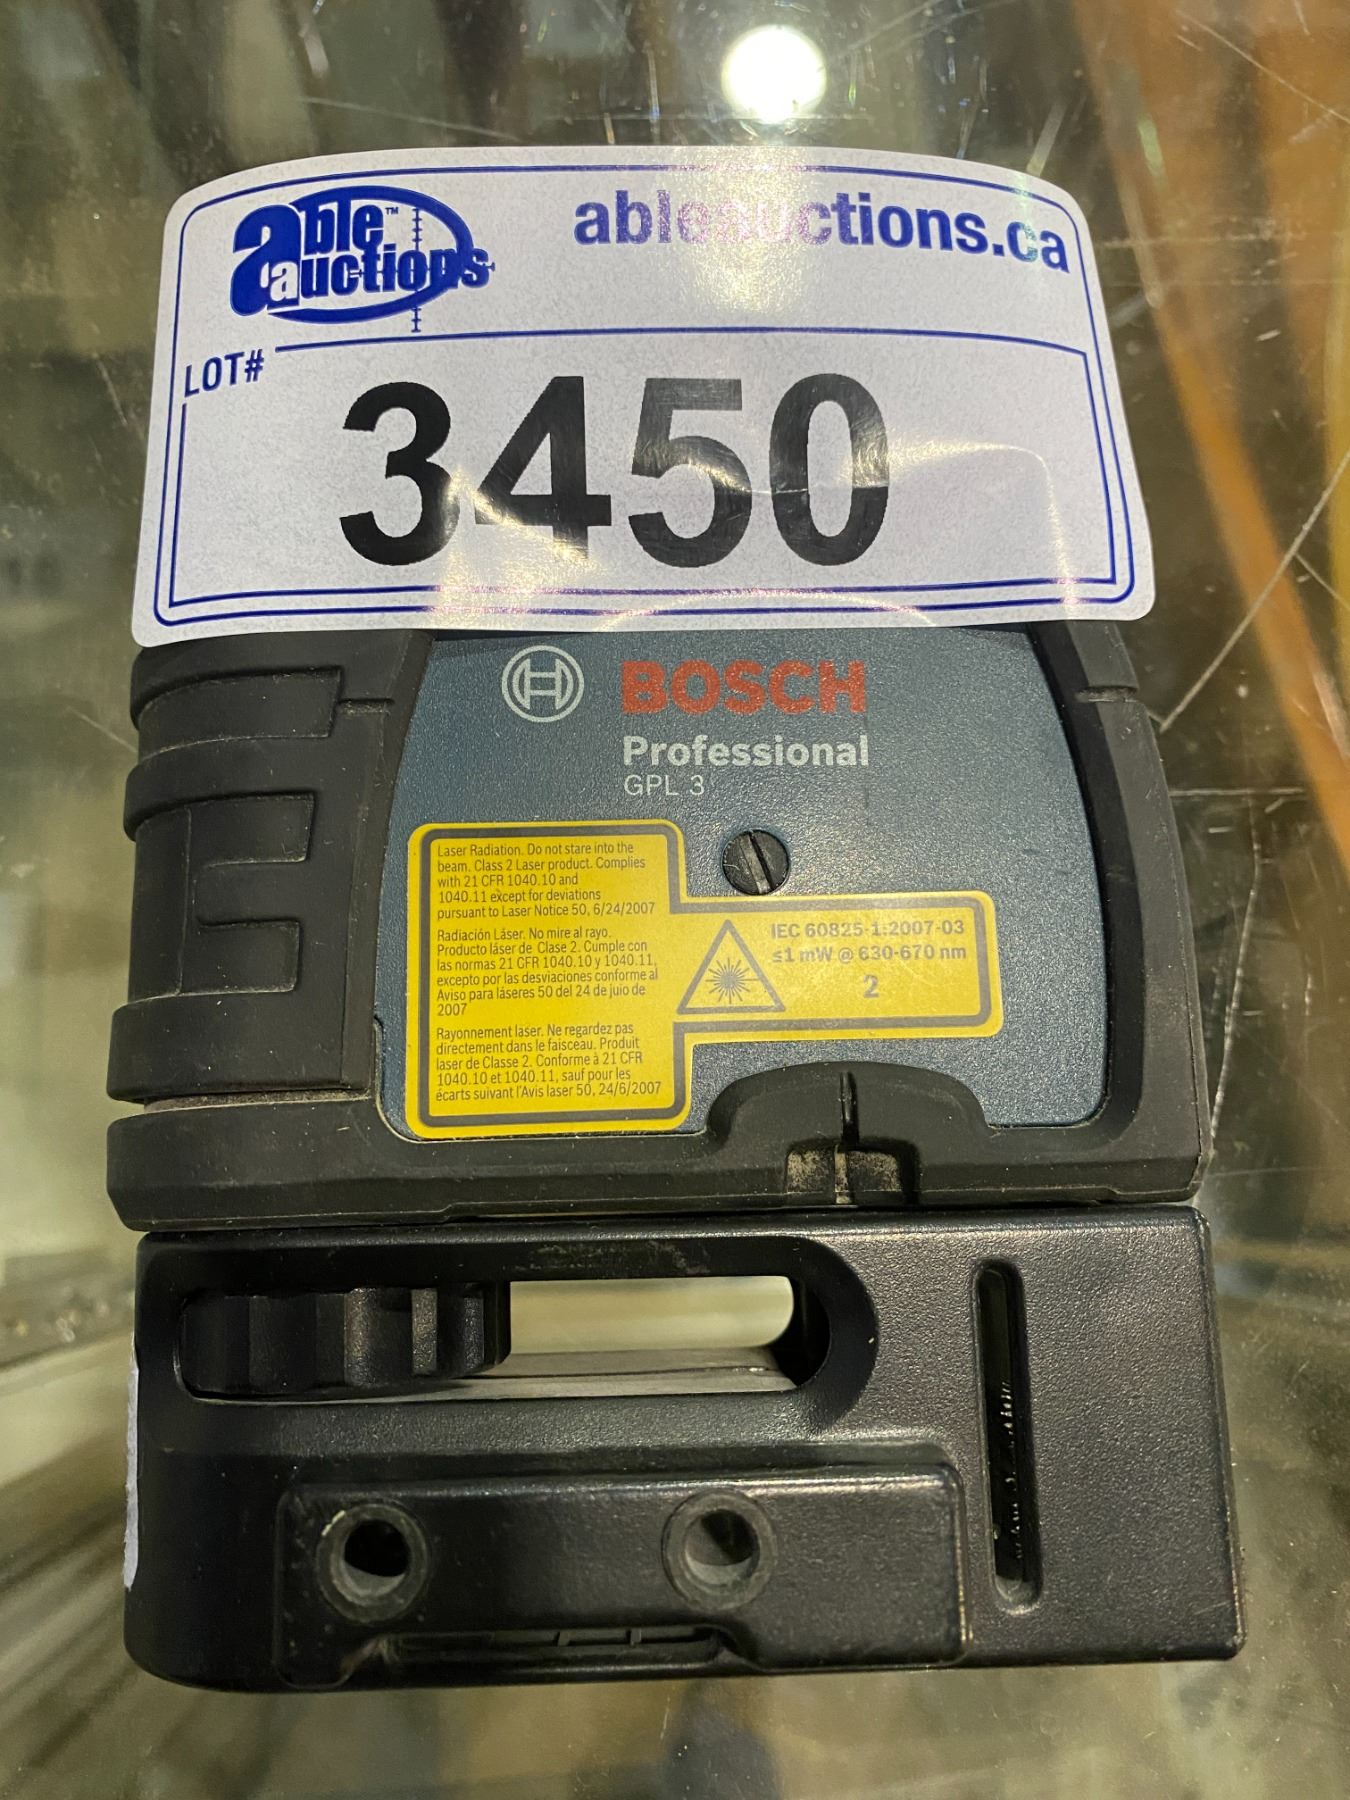 able™
auctions
ableauctions.ca
LOT#
3450
BOSCH
Professional
GPL 3
Laser Radiation. Do not stare into the
beam. Class 2 Laser product. Complies
with 21 CFR 1040.10 and
1040.11 except for deviations
pursuant to Laser Notice 50, 6/24/2007
Radiación Láser. No mire al rayo.
Producto láser de Clase 2. Cumple con
las normas 21 CFR 1040.10 y 1040.11,
excepto por las desviaciones conforme al
Aviso para láseres 50 del 24 de juio de
2007
Rayonnement laser. Ne regardez pas
directement dans le faisceau. Produit
laser de Classe 2. Conforme à 21 CFR
1040.10 et 1040.11, sauf pour les
écarts suivant l'Avis laser 50, 24/6/2007
IEC 60825-1:2007-03
≤1 mW @ 630-670 nm
2